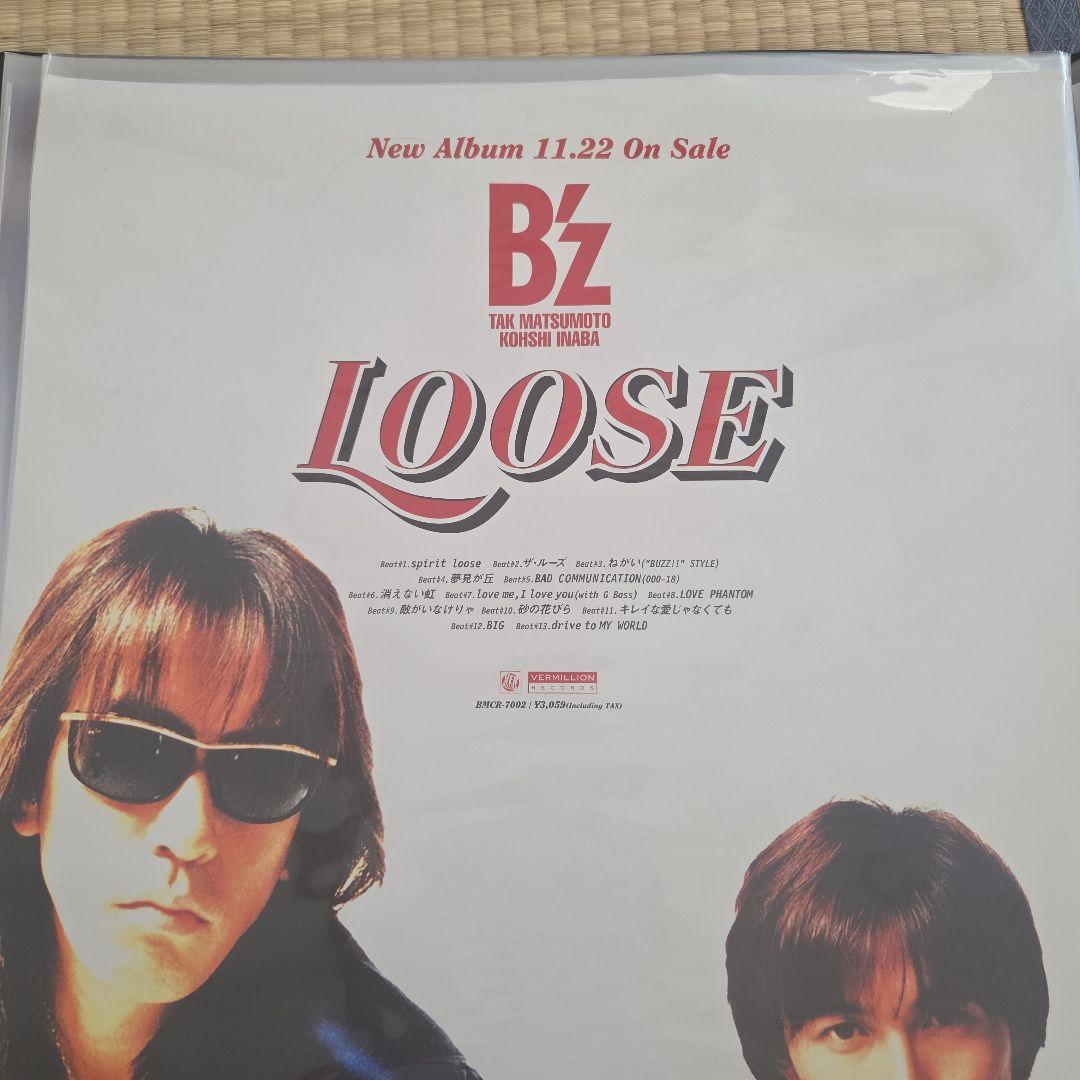 New Album 11.22 On Sale
B'z
TAK MATSUMOTO
KOHSHI INABA
LOOSE
Beat#1.spirit loose Beat#2.ザ・ルーズ Beat#3.ねがい("BUZZ!!" STYLE)
Beat#4.夢見が丘 Beat#5.BAD COMMUNICATION(000-18)
Beat#6.消えない虹 Beat#7.love me, I love you(with G Bass) Beat#8.LOVE PHANTOM
Beat#9.敵がいなけりゃ Beat#10.砂の花びら Beat#11.キレイな愛じゃなくても
Beat#12.BIG Beat#13.drive to MY WORLD
VERMILLION
RECORDS
BMCR-7002 / ¥3,059(Including TAX)